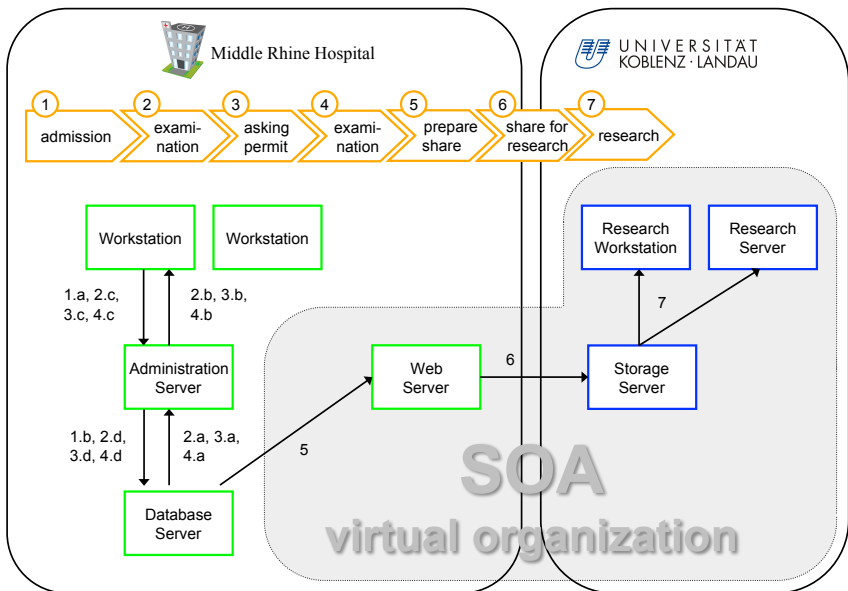 Middle Rhine Hospital
UNIVERSITÄT
KOBLENZ · LANDAU
1
2
3
4
5
6
7
admission
exami-
nation
asking
permit
exami-
nation
prepare
share
share for
research
research
Workstation
Workstation
Research
Workstation
Research
Server
1.a, 2.c,
3.c, 4.c
2.b, 3.b,
4.b
7
Administration
Server
Web
Server
6
Storage
Server
1.b, 2.d,
3.d, 4.d
2.a, 3.a,
4.a
5
Database
Server
SOA
virtual organization